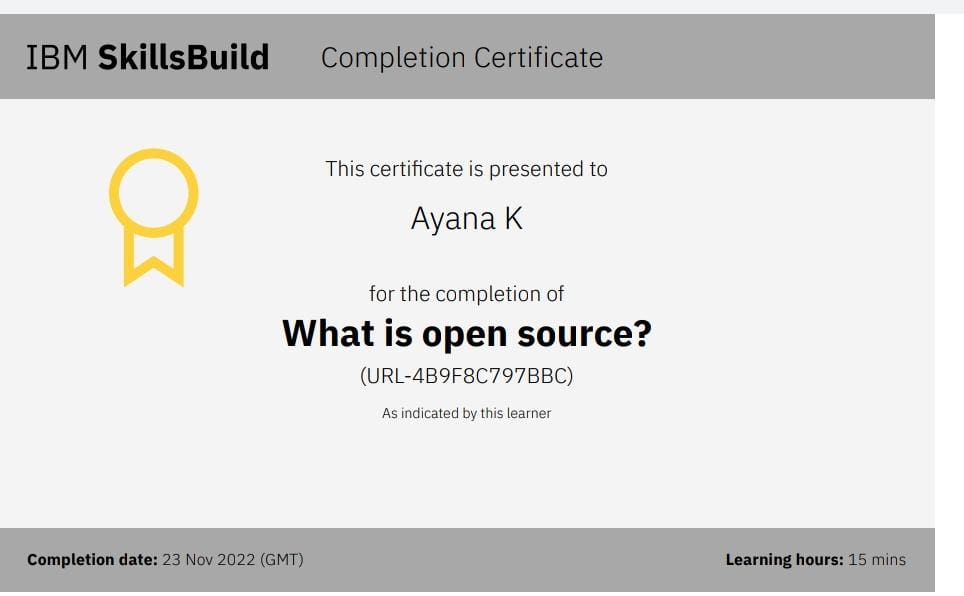 IBM SkillsBuild Completion Certificate
This certificate is presented to
Ayana K
for the completion of
What is open source?
(URL-4B9F8C797BBC)
As indicated by this learner
Completion date: 23 Nov 2022 (GMT) Learning hours: 15 mins